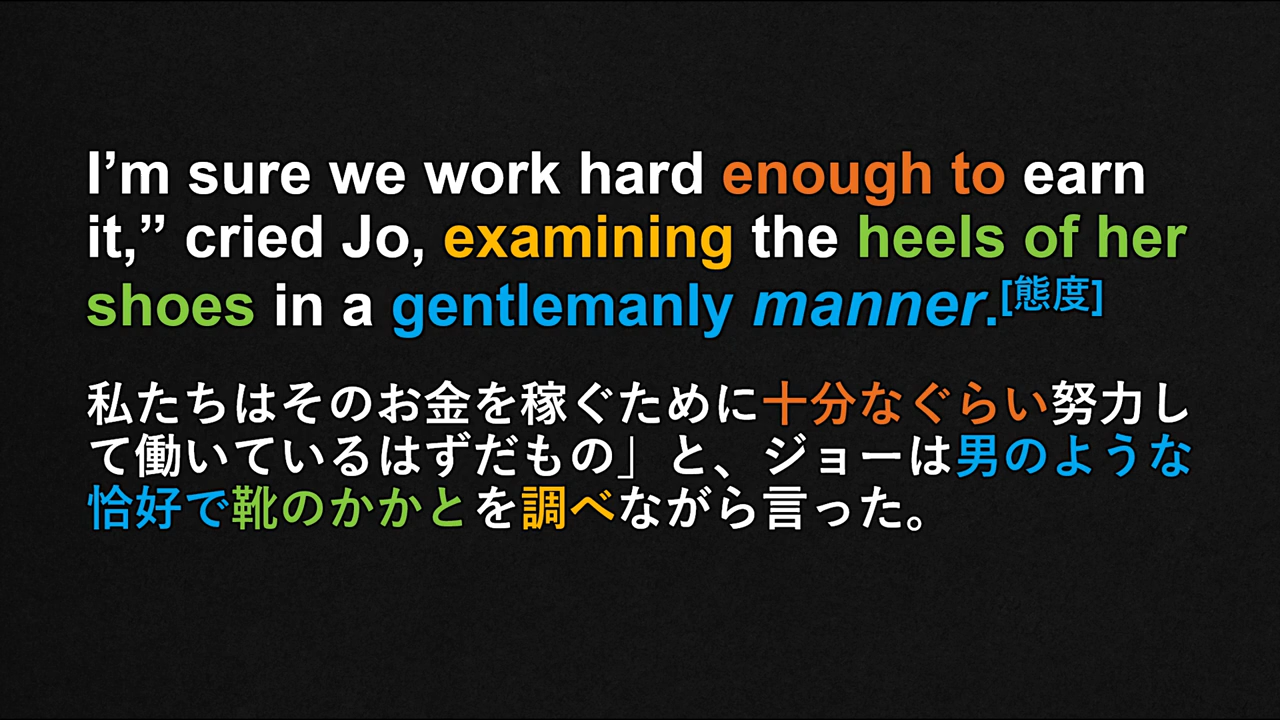 I’m sure we work hard enough to earn
it,” cried Jo, examining the heels of her
shoes in a gentlemanly manner.[態度]
私たちはそのお金を稼ぐために十分なぐらい努力し
て働いているはずだもの」と、ジョーは男のような
恰好で靴のかかとを調べながら言った。